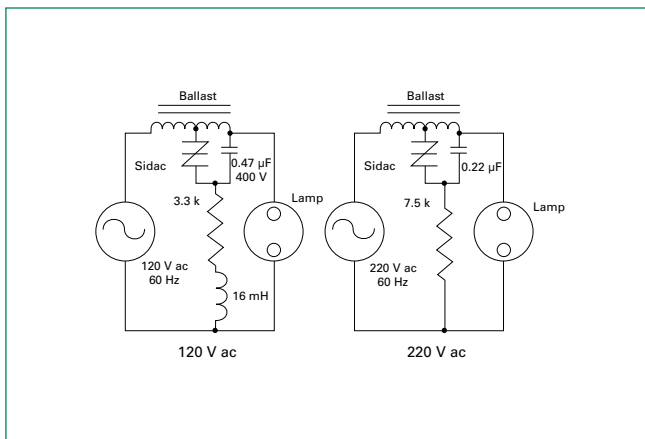 Ballast
Sidac
0.47 µF
400 V
3.3 k
Lamp
120 V ac
60 Hz
16 mH
120 V ac
Ballast
Sidac
0.22 µF
7.5 k
Lamp
220 V ac
60 Hz
220 V ac